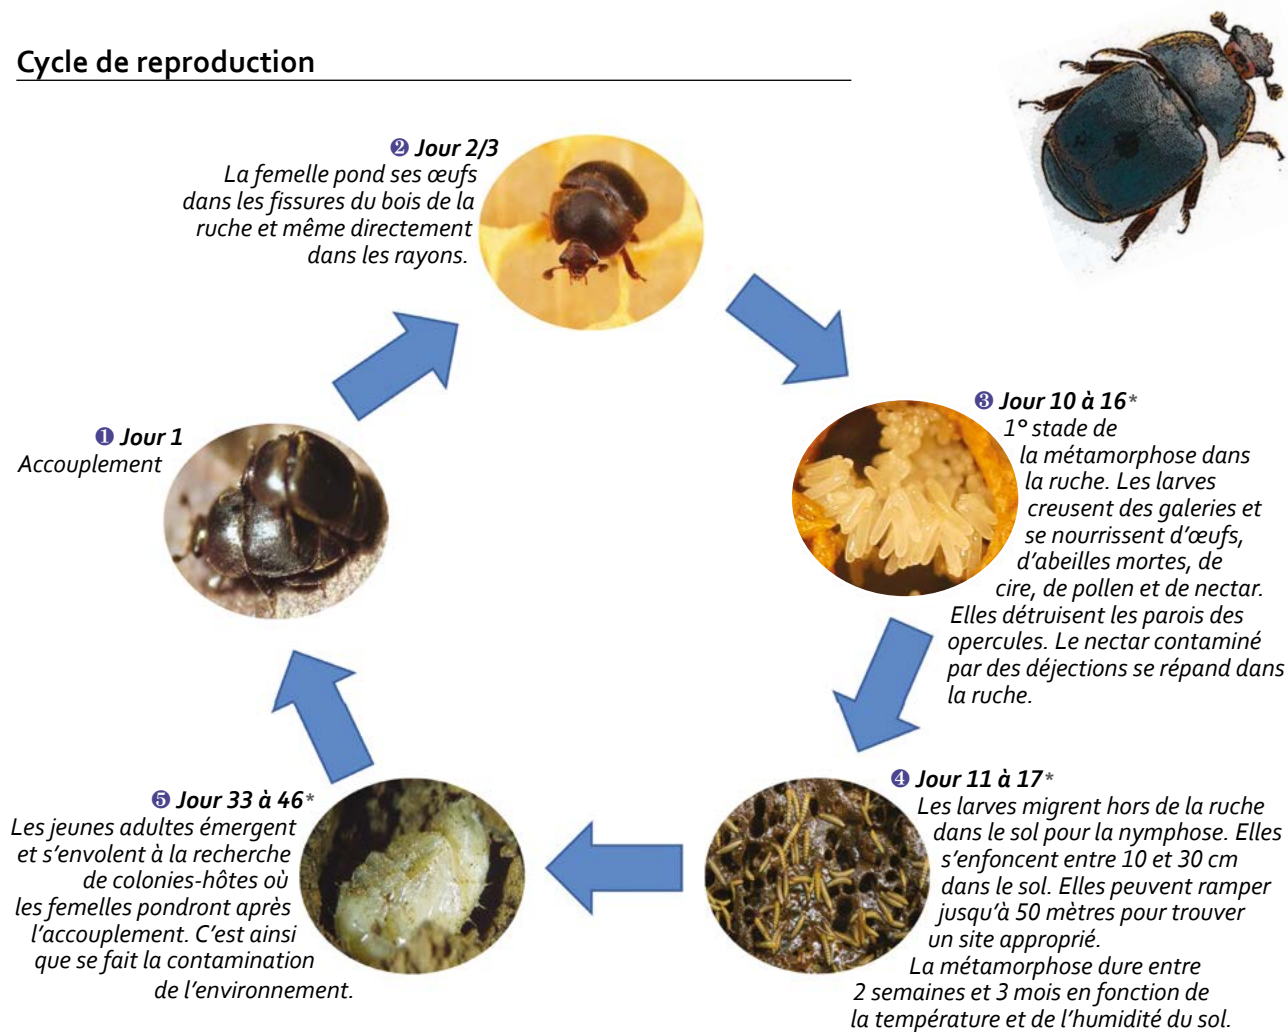 Cycle de reproduction
❷ Jour 2/3
La femelle pond ses œufs
dans les fissures du bois de la
ruche et même directement
dans les rayons.
❶ Jour 1
Accouplement
❸ Jour 10 à 16*
1° stade de
la métamorphose dans
la ruche. Les larves
creusent des galeries et
se nourrissent d’œufs,
d’abeilles mortes, de
cire, de pollen et de nectar.
Elles détruisent les parois des
opercules. Le nectar contaminé
par des déjections se répand dans
la ruche.
❹ Jour 11 à 17*
Les larves migrent hors de la ruche
dans le sol pour la nymphose. Elles
s’enfoncent entre 10 et 30 cm
dans le sol. Elles peuvent ramper
jusqu’à 50 mètres pour trouver
un site approprié.
La métamorphose dure entre
2 semaines et 3 mois en fonction de
la température et de l’humidité du sol.
❺ Jour 33 à 46*
Les jeunes adultes émergent
et s’envolent à la recherche
de colonies-hôtes où
les femelles pondront après
l’accouplement. C’est ainsi
que se fait la contamination
de l’environnement.